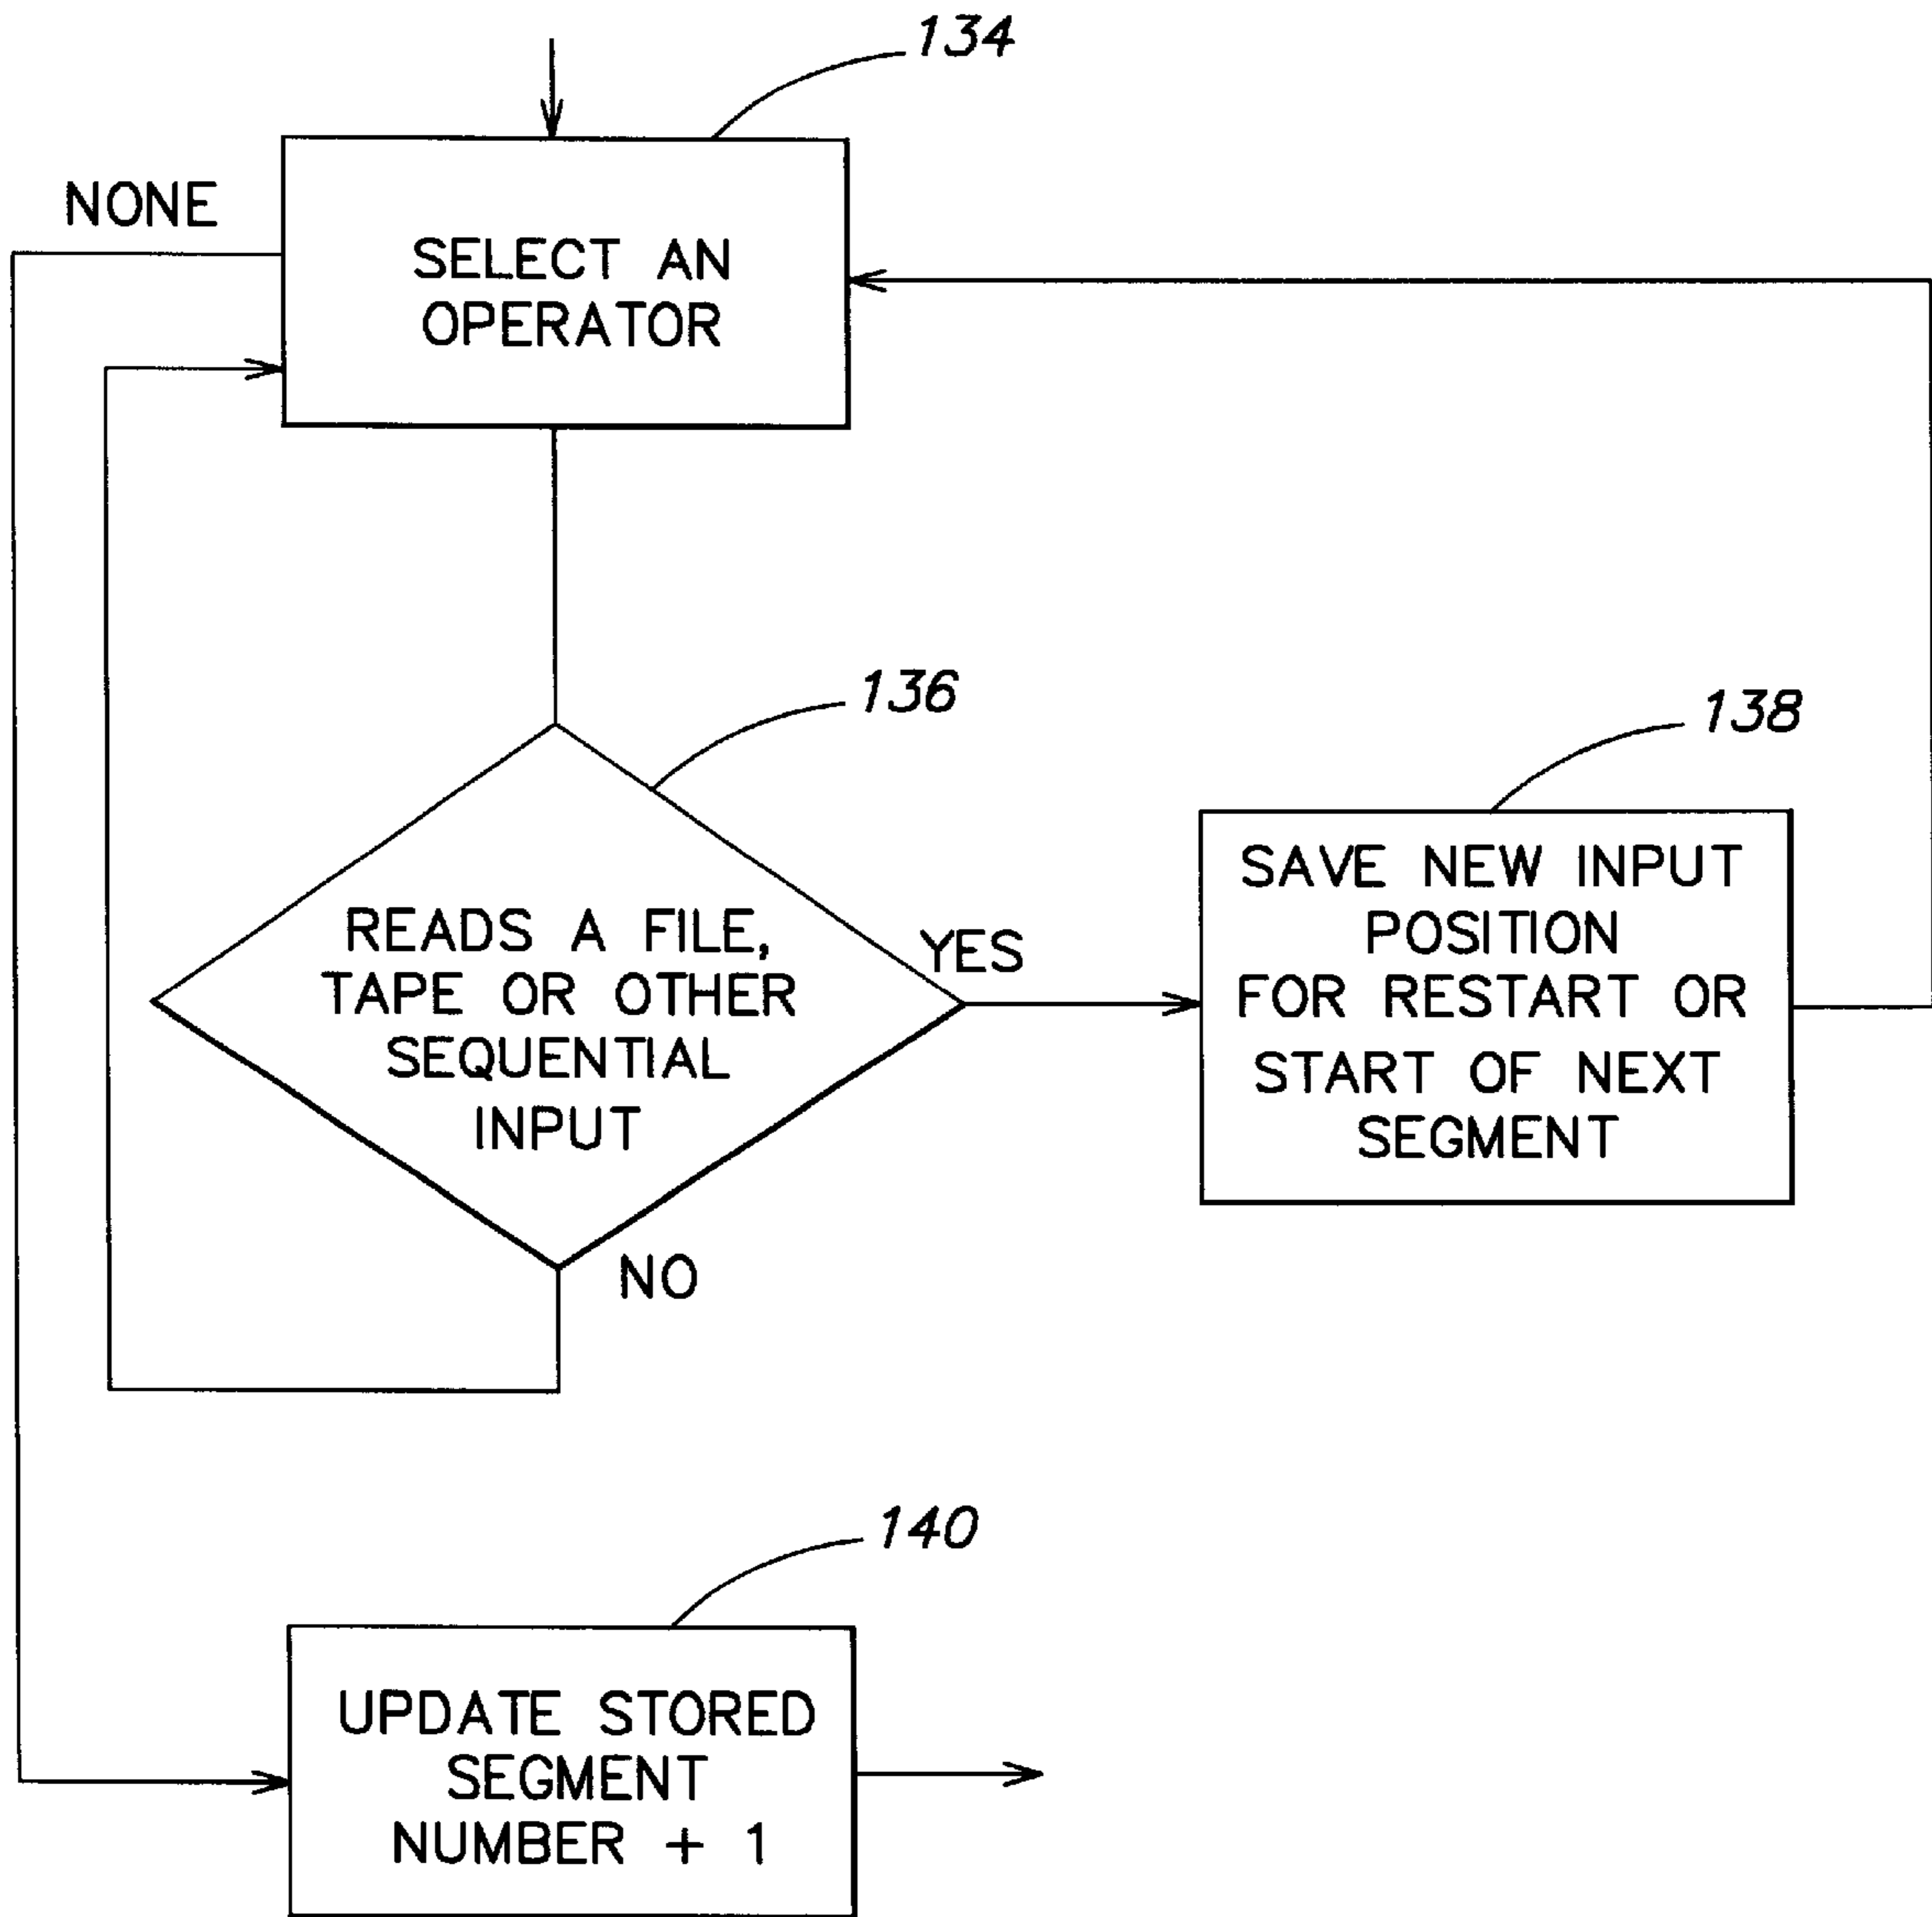 134
NONE
SELECT AN
OPERATOR
136
138
READS A FILE,
TAPE OR OTHER
SEQUENTIAL
INPUT
YES
SAVE NEW INPUT
POSITION
FOR RESTART OR
START OF NEXT
SEGMENT
NO
140
UPDATE STORED
SEGMENT
NUMBER + 1